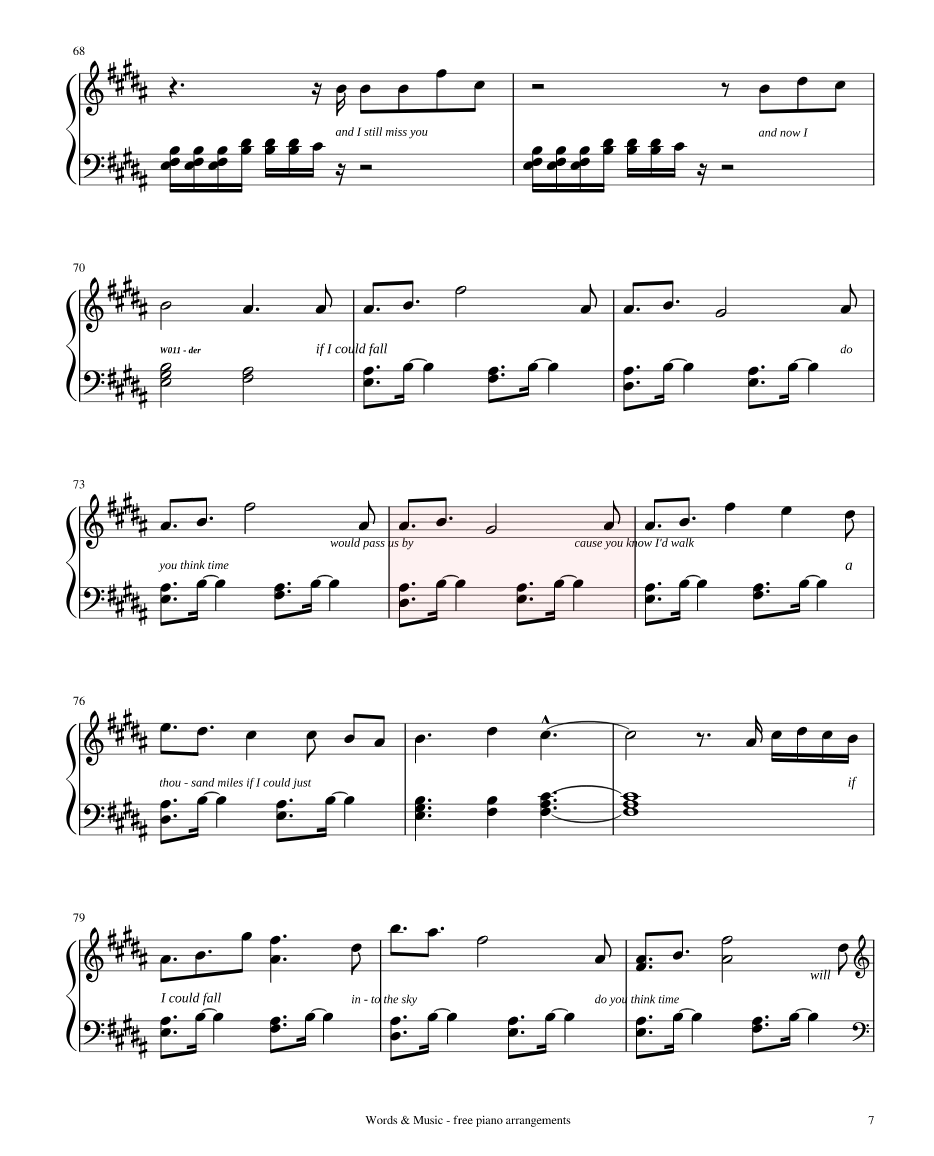 68
and I still miss you
and now I
70
W011 - der
if I could fall
do
73
would pass us by
cause you know I'd walk
you think time
a
76
thou - sand miles if I could just
if
79
will
I could fall
in - to the sky
do you think time
Words & Music - free piano arrangements
7